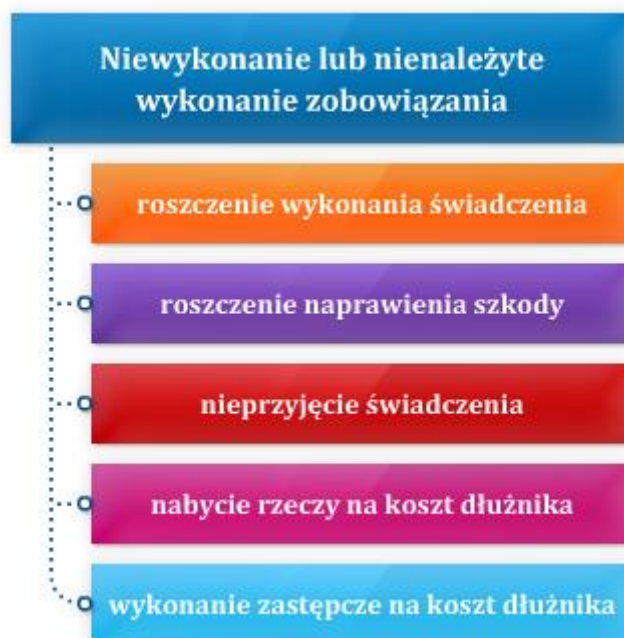 Niewykonanie lub nienależyte
wykonanie zobowiązania
roszczenie wykonania świadczenia
roszczenie naprawienia szkody
nieprzyjęcie świadczenia
nabycie rzeczy na koszt dłużnika
wykonanie zastępcze na koszt dłużnika